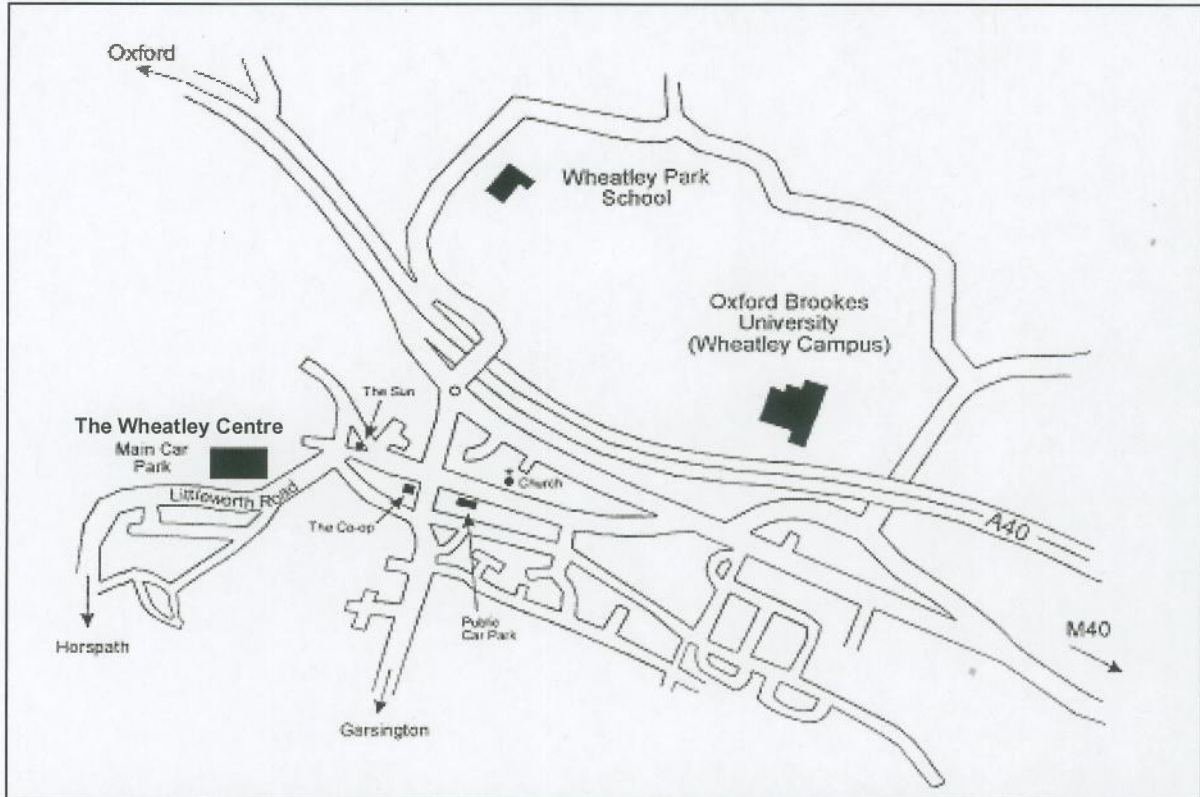 Oxford
Wheatley Park
School
Oxford Brookes
University
(Wheatley Campus)
The Sun
The Wheatley Centre
Main Car
Park
Littleworth Road
Church
The Co-op
A40
Public
Car Park
M40
Horspath
Garsington